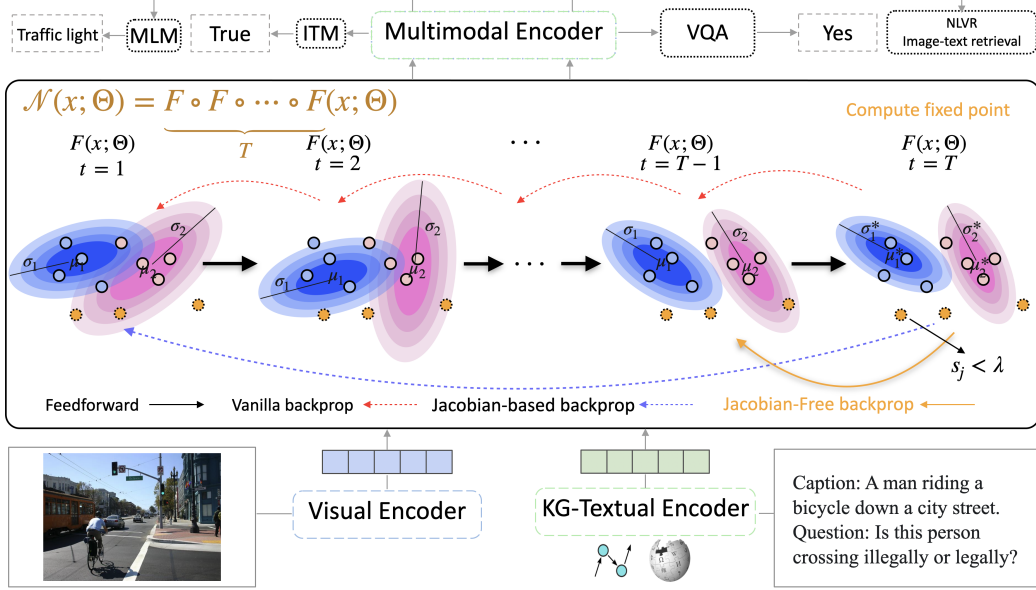 Traffic light
MLM
True
ITM
Multimodal Encoder
VQA
Yes
NLVR
Image-text retrieval
𝒩(x; Θ) = F ∘ F ∘ ⋯ ∘ F(x; Θ)
T
Compute fixed point
F(x; Θ)
t = 1
F(x; Θ)
t = 2
⋯
F(x; Θ)
t = T − 1
F(x; Θ)
t = T
σ₁
μ₁
σ₂
μ₂
σ₁
μ₁
σ₂
μ₂
σ₁
μ₁
σ₂
μ₂
σ₁*
μ₁*
σ₂*
μ₂*
s_j < λ
Feedforward
Vanilla backprop
Jacobian-based backprop
Jacobian-Free backprop
Visual Encoder
KG-Textual Encoder
Caption: A man riding a
bicycle down a city street.
Question: Is this person
crossing illegally or legally?